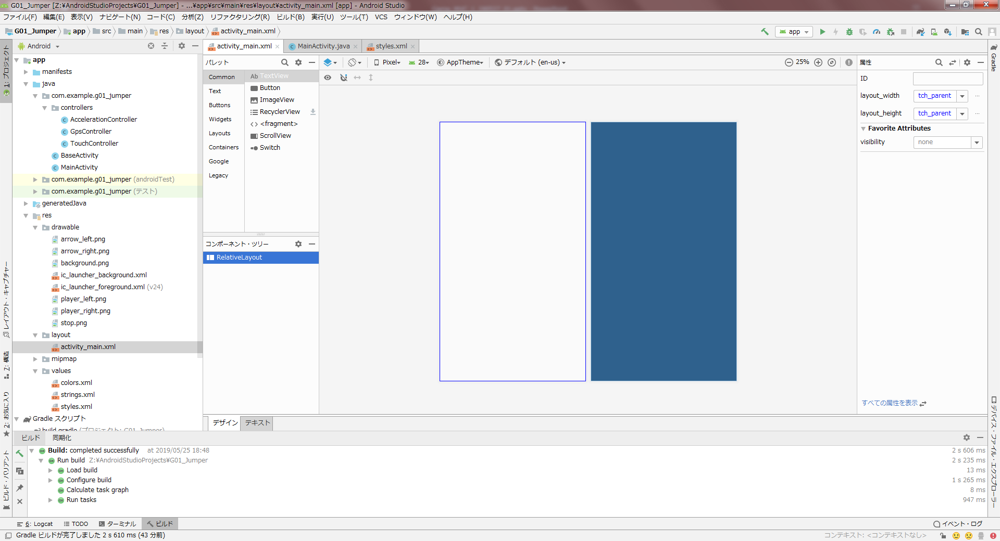 G01_Jumper [Z:¥AndroidStudioProjects¥G01_Jumper] - ...¥app¥src¥main¥res¥layout¥activity_main.xml [app] - Android Studio
ファイル(F) 編集(E) 表示(V) ナビゲート(N) コード(C) 分析(Z) リファクタリング(R) ビルド(B) 実行(U) ツール(T) VCS ウィンドウ(W) ヘルプ(H)
G01_Jumper app src main res layout activity_main.xml
app
1: プロジェクト
Android
activity_main.xml MainActivity.java styles.xml
Gradle
app
manifests
java
com.example.g01_jumper
controllers
AccelerationController
GpsController
TouchController
BaseActivity
MainActivity
com.example.g01_jumper (androidTest)
com.example.g01_jumper (テスト)
generatedJava
res
drawable
arrow_left.png
arrow_right.png
background.png
ic_launcher_background.xml
ic_launcher_foreground.xml (v24)
player_left.png
player_right.png
stop.png
layout
activity_main.xml
mipmap
values
colors.xml
strings.xml
styles.xml
Gradle スクリプト
build.gradle (プロジェクト: G01_Jumper)
レイアウト・キャプチャー
7: 構造
2: お気に入り
ビルド・バリアント
パレット
Common
Text
Buttons
Widgets
Layouts
Containers
Google
Legacy
Ab TextView
Button
ImageView
RecyclerView
<fragment>
ScrollView
Switch
コンポーネント・ツリー
RelativeLayout
Pixel 28 AppTheme デフォルト (en-us) 25%
属性
ID
layout_width tch_parent ...
layout_height tch_parent ...
Favorite Attributes
visibility none
すべての属性を表示
デバイス・ファイル・エクスプローラー
デザイン テキスト
ビルド 同期化
Build: completed successfully at 2019/05/25 18:48 2 s 606 ms
Run build Z:¥AndroidStudioProjects¥G01_Jumper 2 s 235 ms
Load build 13 ms
Configure build 1 s 265 ms
Calculate task graph 8 ms
Run tasks 947 ms
6: Logcat TODO ターミナル ビルド イベント・ログ
Gradle ビルドが完了しました 2 s 610 ms (43 分前) コンテキスト: <コンテキストなし>